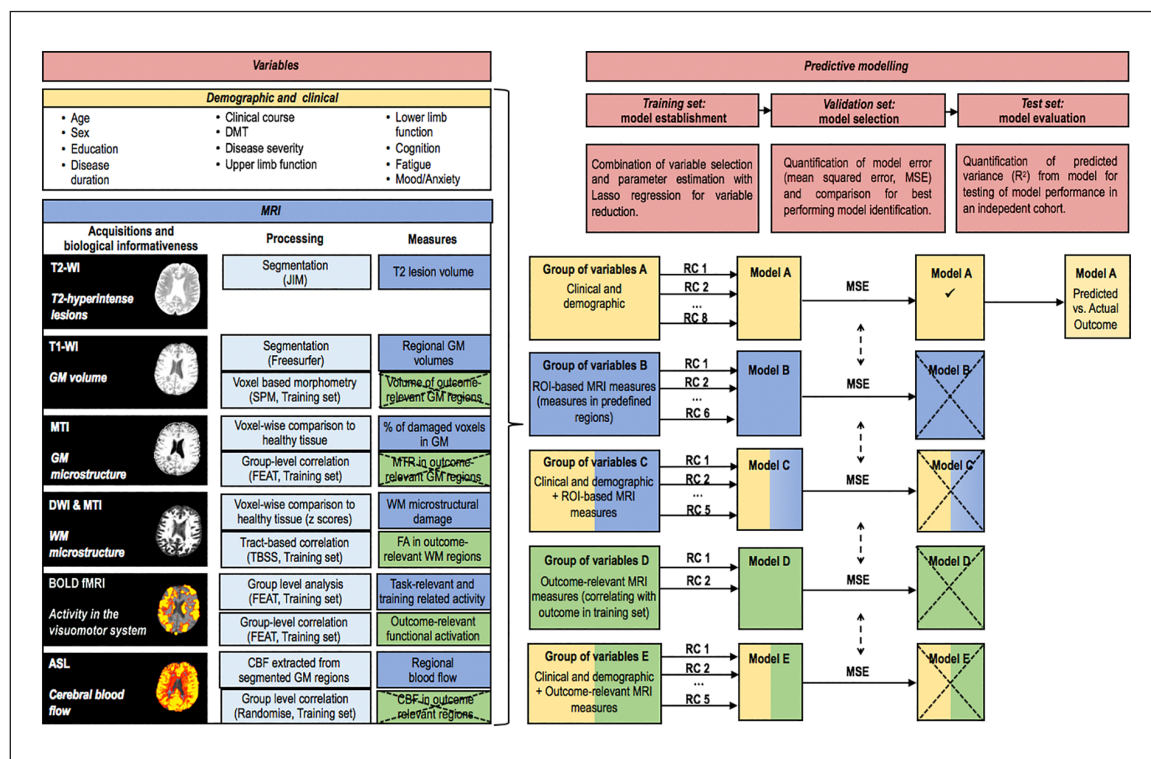 Variables
Demographic and clinical
• Age
• Sex
• Education
• Disease
duration
• Clinical course
• DMT
• Disease severity
• Upper limb function
• Lower limb
function
• Cognition
• Fatigue
• Mood/Anxiety
MRI
Acquisitions and
biological informativeness
Processing
Measures
T2-WI
T2-hyperintense
lesions
Segmentation
(JIM)
T2 lesion volume
T1-WI
GM volume
Segmentation
(Freesurfer)
Regional GM
volumes
Voxel based morphometry
(SPM, Training set)
Volume of outcome-
relevant GM regions
MTI
GM
microstructure
Voxel-wise comparison to
healthy tissue
% of damaged voxels
in GM
Group-level correlation
(FEAT, Training set)
MTR in outcome-
relevant GM regions
DWI & MTI
WM
microstructure
Voxel-wise comparison to
healthy tissue (z scores)
WM microstructural
damage
Tract-based correlation
(TBSS, Training set)
FA in outcome-
relevant WM regions
BOLD fMRI
Activity in the
visuomotor system
Group level analysis
(FEAT, Training set)
Task-relevant and
training related activity
Group-level correlation
(FEAT, Training set)
Outcome-relevant
functional activation
ASL
Cerebral blood
flow
CBF extracted from
segmented GM regions
Regional
blood flow
Group level correlation
(Randomise, Training set)
CBF in outcome
relevant regions
Predictive modelling
Training set:
model establishment
Validation set:
model selection
Test set:
model evaluation
Combination of variable selection
and parameter estimation with
Lasso regression for variable
reduction.
Quantification of model error
(mean squared error, MSE)
and comparison for best
performing model identification.
Quantification of predicted
variance (R²) from model for
testing of model performance in
an indepedent cohort.
Group of variables A
Clinical and
demographic
RC 1
RC 2
...
RC 8
Model A
MSE
Model A
✓
Model A
Predicted
vs. Actual
Outcome
Group of variables B
ROI-based MRI measures
(measures in predefined
regions)
RC 1
RC 2
...
RC 6
Model B
MSE
Model B
Group of variables C
Clinical and demographic
+ ROI-based MRI
measures
RC 1
RC 2
...
RC 5
Model C
MSE
Model C
Group of variables D
Outcome-relevant MRI
measures (correlating with
outcome in training set)
RC 1
RC 2
Model D
MSE
Model D
Group of variables E
Clinical and demographic
+ Outcome-relevant MRI
measures
RC 1
RC 2
...
RC 5
Model E
MSE
Model E